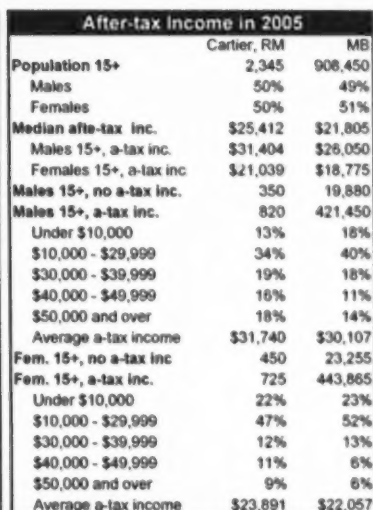 After-tax Income in 2005
Cartier, RM MB
Population 15+ 2,345 908,450
Males 50% 49%
Females 50% 51%
Median afte-tax inc. $25,412 $21,805
Males 15+, a-tax inc. $31,404 $26,050
Females 15+, a-tax inc $21,039 $18,775
Males 15+, no a-tax inc. 350 19,880
Males 15+, a-tax inc. 820 421,450
Under $10,000 13% 18%
$10,000 - $29,999 34% 40%
$30,000 - $39,999 19% 18%
$40,000 - $49,999 16% 11%
$50,000 and over 18% 14%
Average a-tax income $31,740 $30,107
Fem. 15+, no a-tax inc 450 23,255
Fem. 15+, a-tax inc. 725 443,865
Under $10,000 22% 23%
$10,000 - $29,999 47% 52%
$30,000 - $39,999 12% 13%
$40,000 - $49,999 11% 6%
$50,000 and over 9% 6%
Average a-tax income $23,891 $22,057